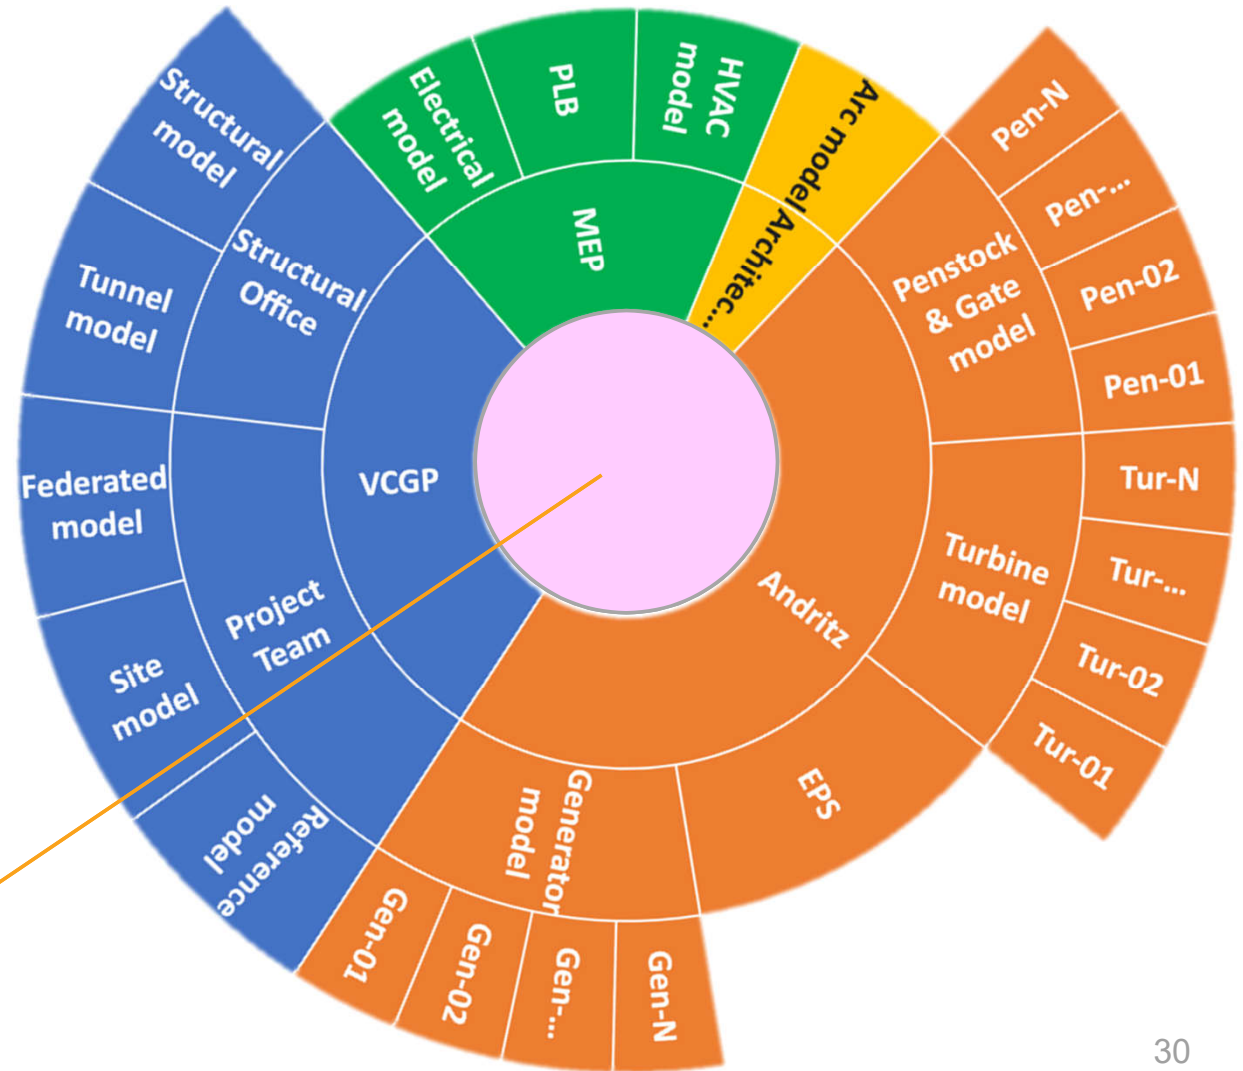 Structural
model
Tunnel
model
Federated
model
Site
model
Reference
model
Structural
Office
Project
Team
VCGP
Electrical
model
PLB
HVAC
model
MEP
Arc model
Architec...
Penstock
& Gate
model
Pen-N
Pen-...
Pen-02
Pen-01
Turbine
model
Tur-N
Tur-...
Tur-02
Tur-01
Andritz
EPS
Generator
model
Gen-01
Gen-02
Gen-...
Gen-N
30